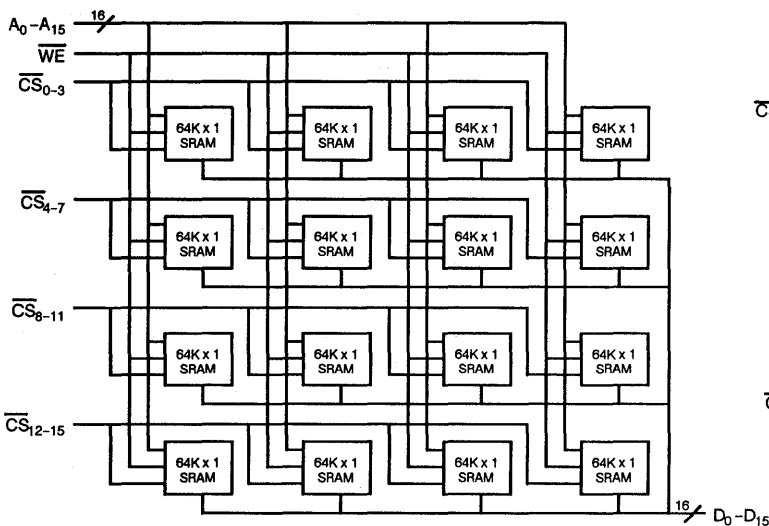 A0–A15 16
WE
CS0–3
64K x 1 SRAM 64K x 1 SRAM 64K x 1 SRAM 64K x 1 SRAM
C
CS4–7
64K x 1 SRAM 64K x 1 SRAM 64K x 1 SRAM 64K x 1 SRAM
CS8–11
64K x 1 SRAM 64K x 1 SRAM 64K x 1 SRAM 64K x 1 SRAM
C
CS12–15
64K x 1 SRAM 64K x 1 SRAM 64K x 1 SRAM 64K x 1 SRAM
16 D0–D15